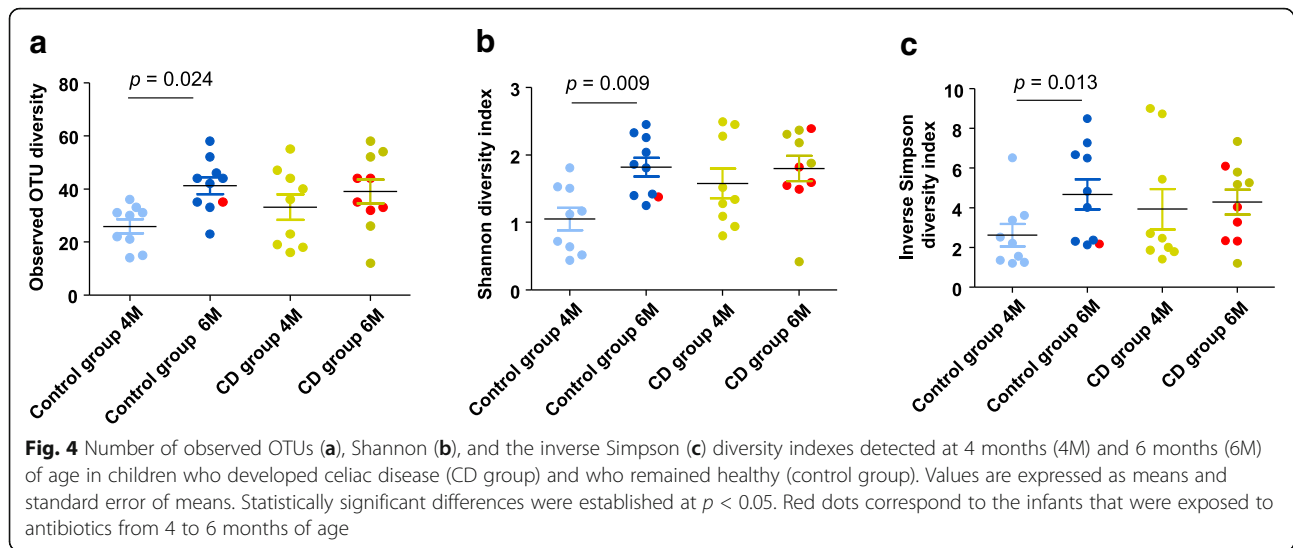 a
Observed OTU diversity
80
60
40
20
0
p = 0.024
Control group 4M
Control group 6M
CD group 4M
CD group 6M
b
Shannon diversity index
3
2
1
0
p = 0.009
Control group 4M
Control group 6M
CD group 4M
CD group 6M
c
Inverse Simpson
diversity index
10
8
6
4
2
0
p = 0.013
Control group 4M
Control group 6M
CD group 4M
CD group 6M
Fig. 4 Number of observed OTUs (a), Shannon (b), and the inverse Simpson (c) diversity indexes detected at 4 months (4M) and 6 months (6M)
of age in children who developed celiac disease (CD group) and who remained healthy (control group). Values are expressed as means and
standard error of means. Statistically significant differences were established at p < 0.05. Red dots correspond to the infants that were exposed to
antibiotics from 4 to 6 months of age